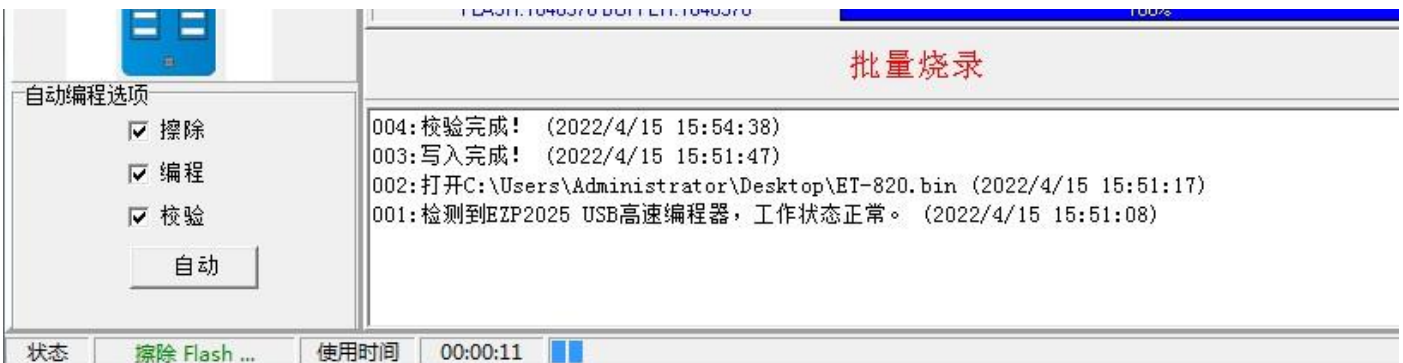 100%
批量烧录
自动编程选项
擦除
编程
校验
自动
004:校验完成! (2022/4/15 15:54:38)
003:写入完成! (2022/4/15 15:51:47)
002:打开C:\Users\Administrator\Desktop\ET-820.bin (2022/4/15 15:51:17)
001:检测到EZP2025 USB高速编程器,工作状态正常。 (2022/4/15 15:51:08)
状态 擦除 Flash ... 使用时间 00:00:11